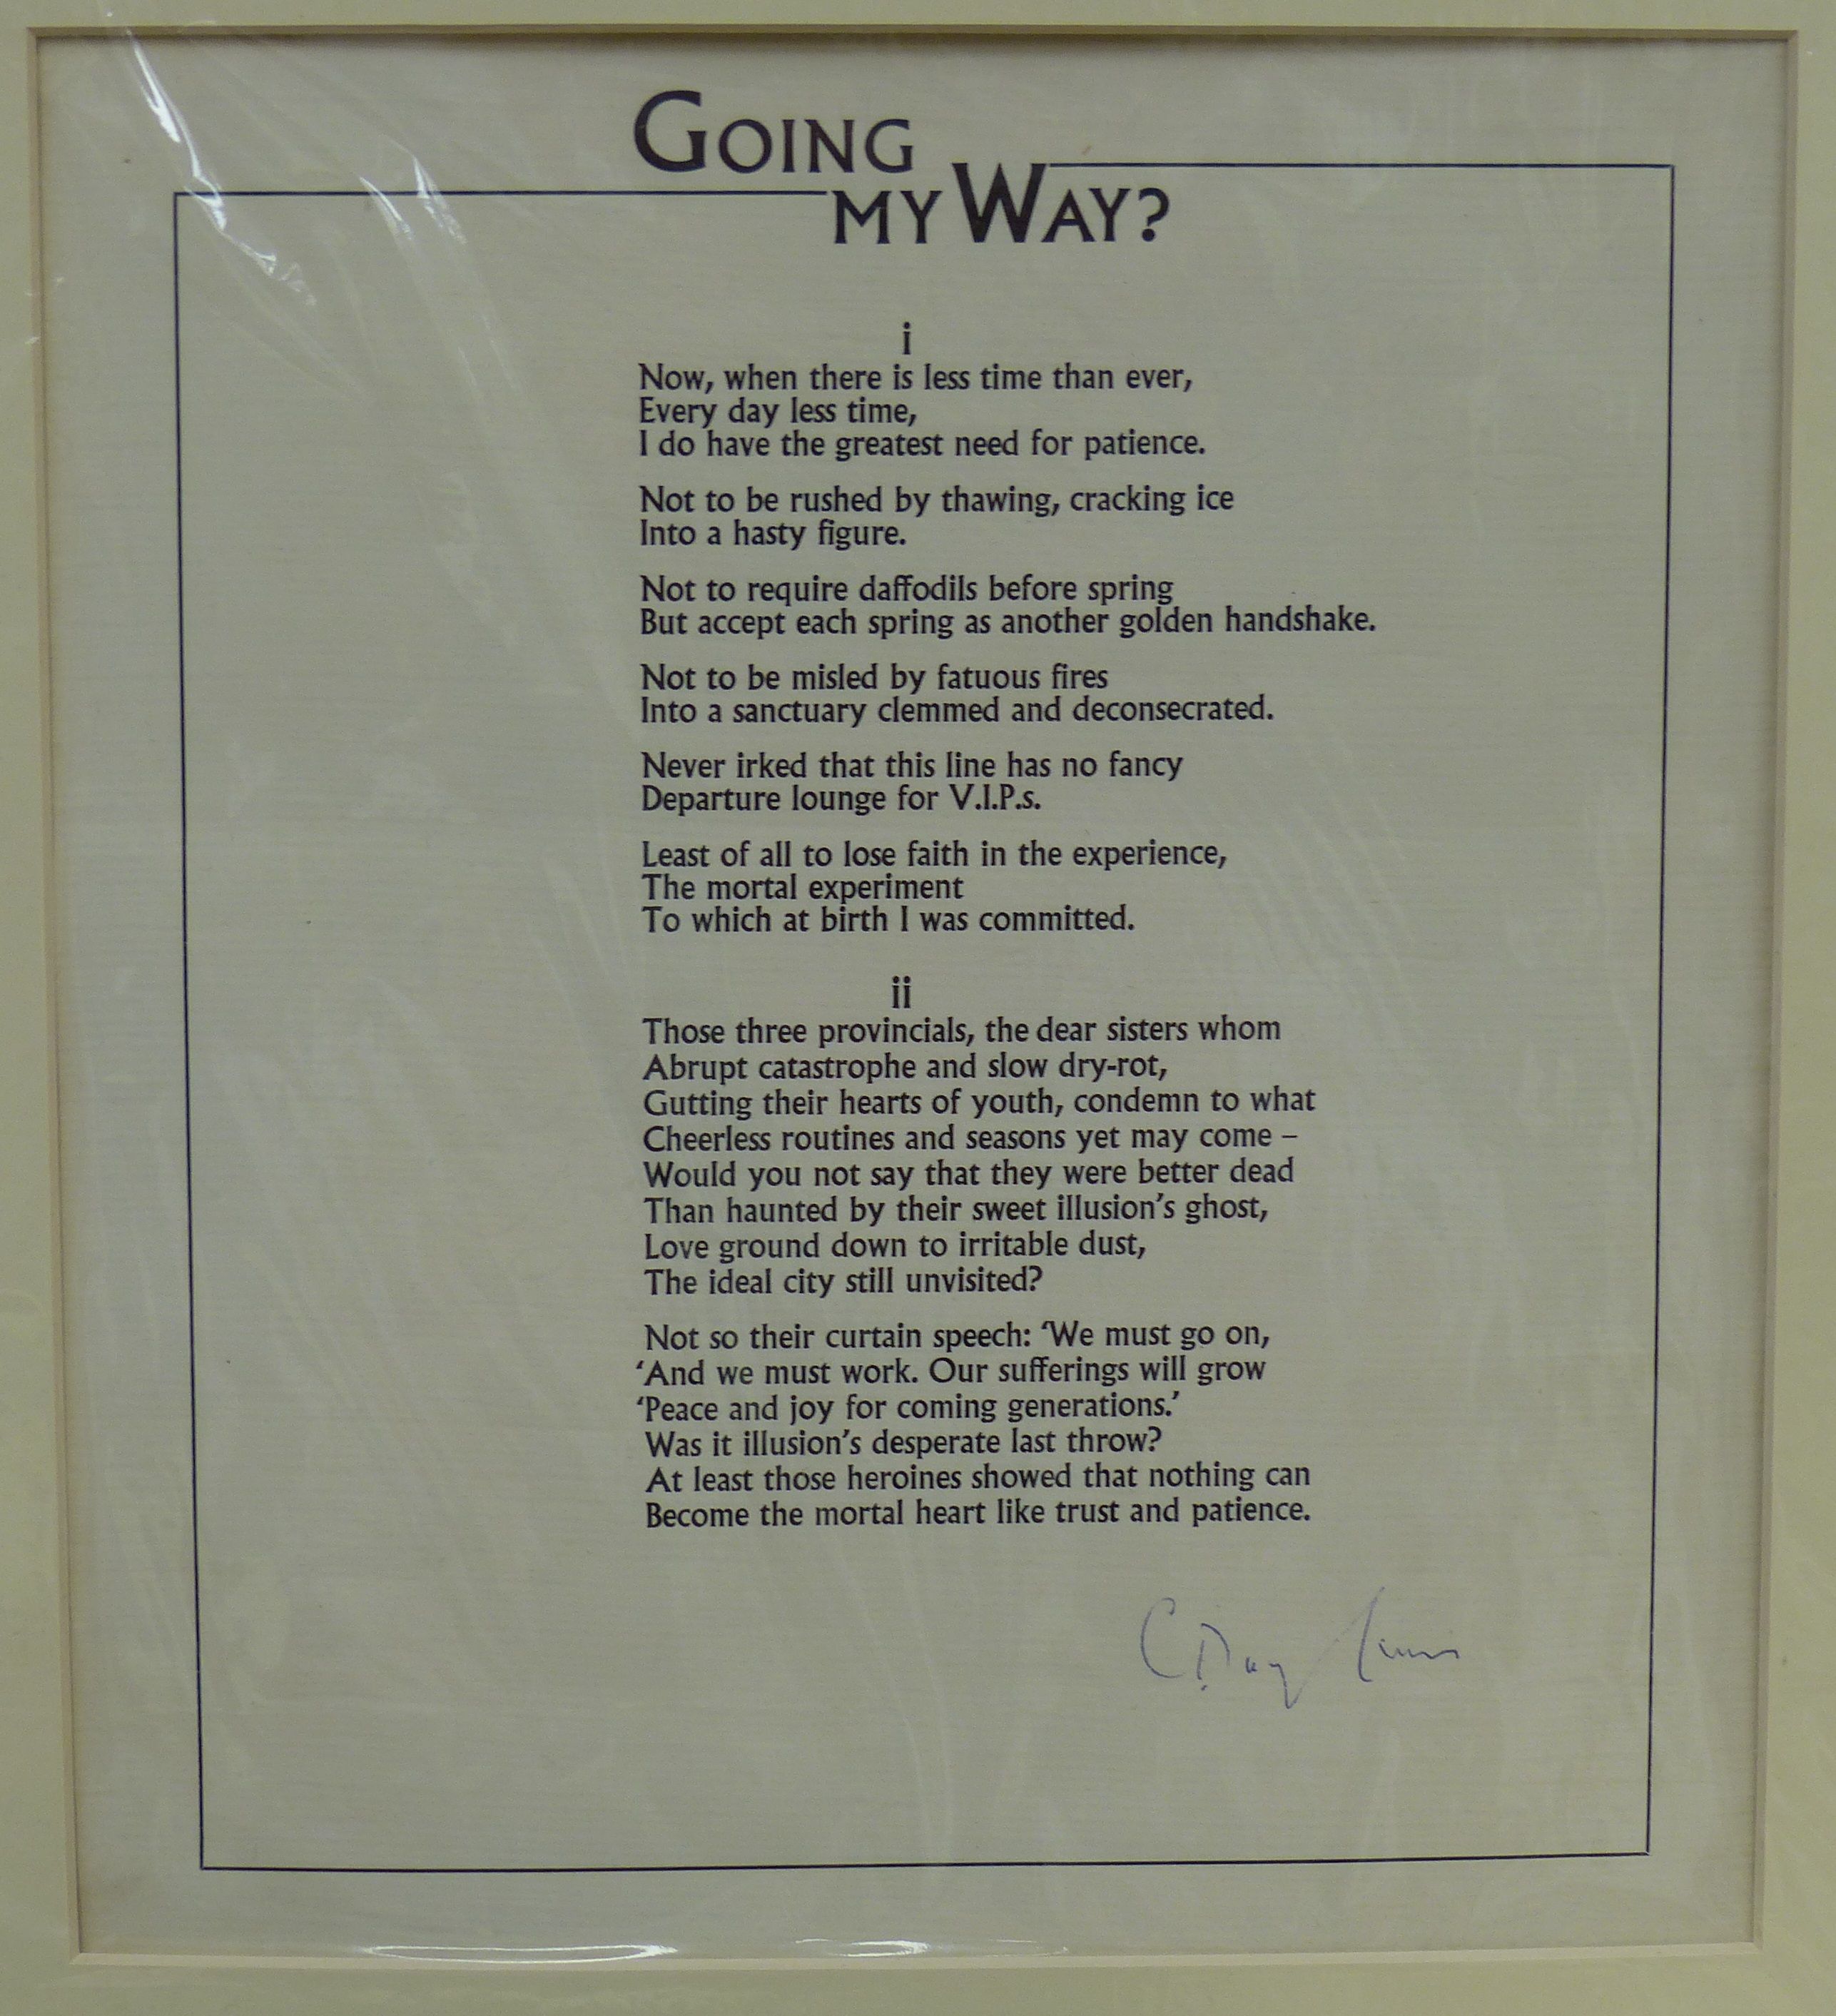 GOING
MY WAY?
i
Now, when there is less time than ever,
Every day less time,
I do have the greatest need for patience.
Not to be rushed by thawing, cracking ice
Into a hasty figure.
Not to require daffodils before spring
But accept each spring as another golden handshake.
Not to be misled by fatuous fires
Into a sanctuary clemmed and deconsecrated.
Never irked that this line has no fancy
Departure lounge for V.I.P.s.
Least of all to lose faith in the experience,
The mortal experiment
To which at birth I was committed.
ii
Those three provincials, the dear sisters whom
Abrupt catastrophe and slow dry-rot,
Gutting their hearts of youth, condemn to what
Cheerless routines and seasons yet may come –
Would you not say that they were better dead
Than haunted by their sweet illusion’s ghost,
Love ground down to irritable dust,
The ideal city still unvisited?
Not so their curtain speech: ‘We must go on,
‘And we must work. Our sufferings will grow
‘Peace and joy for coming generations.’
Was it illusion’s desperate last throw?
At least those heroines showed that nothing can
Become the mortal heart like trust and patience.
C Day Lewis